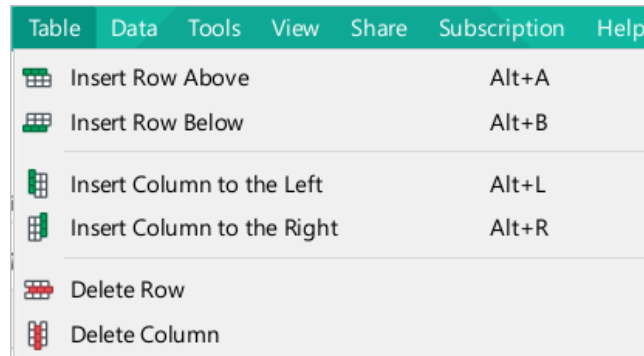 Table Data Tools View Share Subscription Help
Insert Row Above Alt+A
Insert Row Below Alt+B
Insert Column to the Left Alt+L
Insert Column to the Right Alt+R
Delete Row
Delete Column